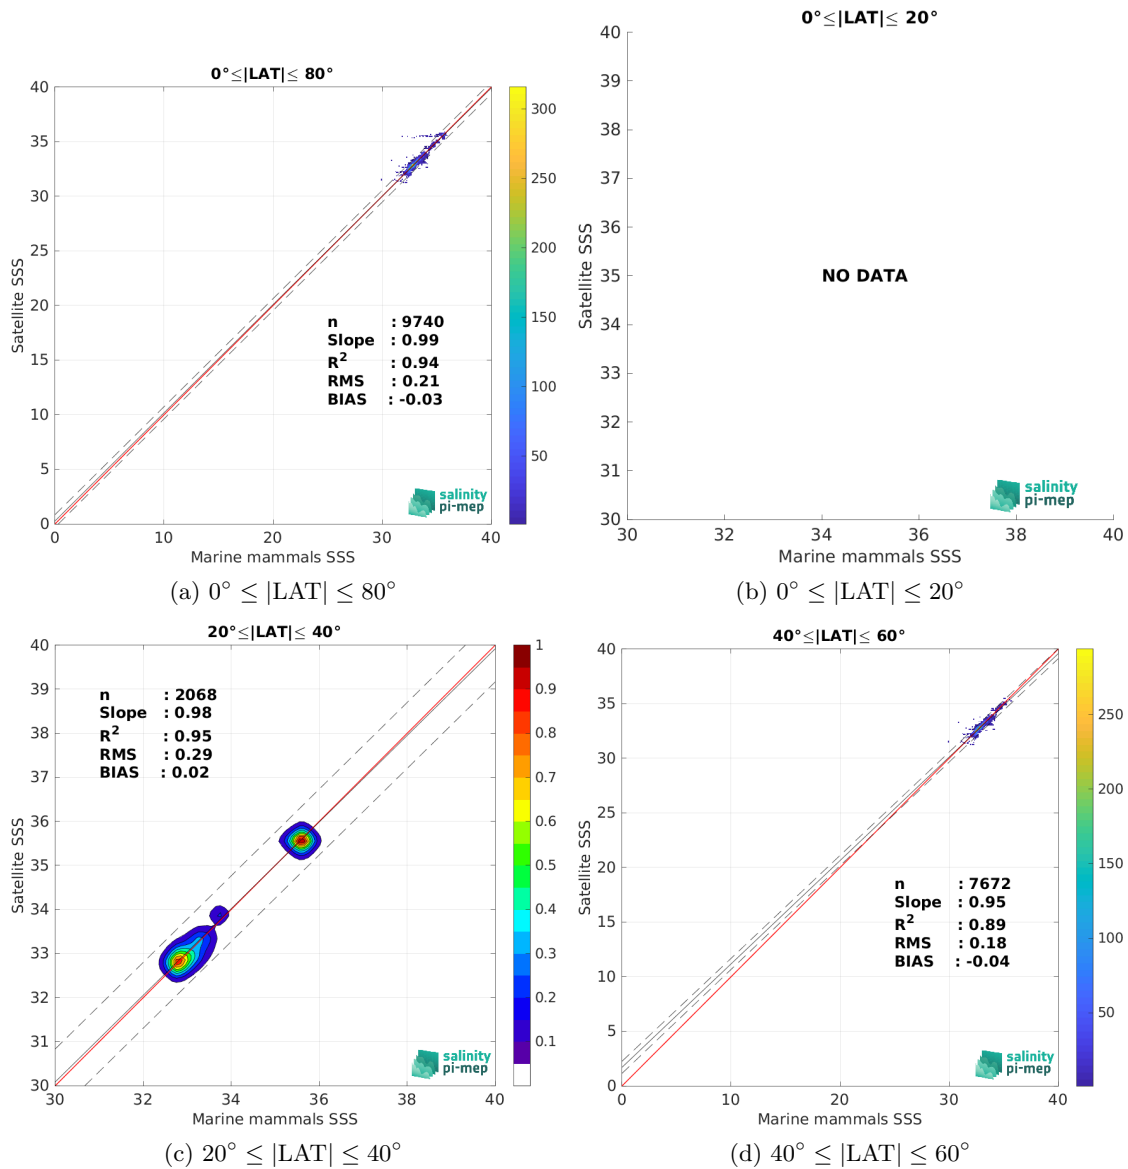 0°≤|LAT|≤ 80°
40
35
30
25
20
15
10
5
0
Satellite SSS
n : 9740
Slope : 0.99
R2 : 0.94
RMS : 0.21
BIAS : -0.03
salinity
pi-mep
0 10 20 30 40
Marine mammals SSS
300
250
200
150
100
50
(a) 0° ≤ |LAT| ≤ 80°
0°≤|LAT|≤ 20°
40
39
38
37
36
35
34
33
32
31
30
Satellite SSS
NO DATA
salinity
pi-mep
30 32 34 36 38 40
Marine mammals SSS
(b) 0° ≤ |LAT| ≤ 20°
20°≤|LAT|≤ 40°
40
39
38
37
36
35
34
33
32
31
30
Satellite SSS
n : 2068
Slope : 0.98
R2 : 0.95
RMS : 0.29
BIAS : 0.02
salinity
pi-mep
30 32 34 36 38 40
Marine mammals SSS
1
0.9
0.8
0.7
0.6
0.5
0.4
0.3
0.2
0.1
(c) 20° ≤ |LAT| ≤ 40°
40°≤|LAT|≤ 60°
40
35
30
25
20
15
10
5
0
Satellite SSS
n : 7672
Slope : 0.95
R2 : 0.89
RMS : 0.18
BIAS : -0.04
salinity
pi-mep
0 10 20 30 40
Marine mammals SSS
250
200
150
100
50
(d) 40° ≤ |LAT| ≤ 60°